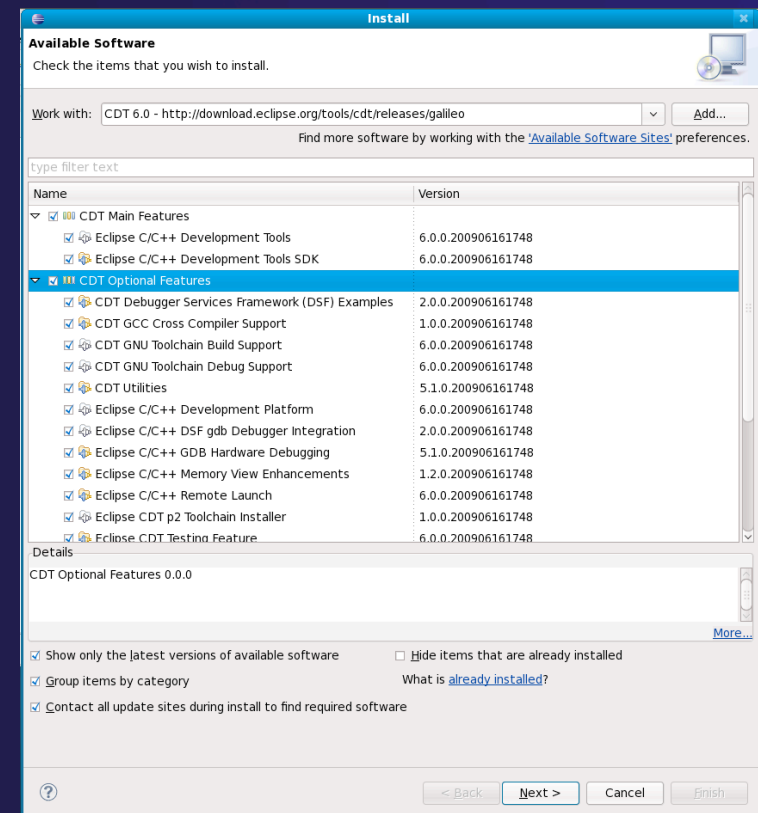 Install
Available Software
Check the items that you wish to install.
Work with: CDT 6.0 - http://download.eclipse.org/tools/cdt/releases/galileo Add...
Find more software by working with the 'Available Software Sites' preferences.
type filter text
Name Version
CDT Main Features
Eclipse C/C++ Development Tools 6.0.0.200906161748
Eclipse C/C++ Development Tools SDK 6.0.0.200906161748
CDT Optional Features
CDT Debugger Services Framework (DSF) Examples 2.0.0.200906161748
CDT GCC Cross Compiler Support 1.0.0.200906161748
CDT GNU Toolchain Build Support 6.0.0.200906161748
CDT GNU Toolchain Debug Support 6.0.0.200906161748
CDT Utilities 5.1.0.200906161748
Eclipse C/C++ Development Platform 6.0.0.200906161748
Eclipse C/C++ DSF gdb Debugger Integration 2.0.0.200906161748
Eclipse C/C++ GDB Hardware Debugging 5.1.0.200906161748
Eclipse C/C++ Memory View Enhancements 1.2.0.200906161748
Eclipse C/C++ Remote Launch 6.0.0.200906161748
Eclipse CDT p2 Toolchain Installer 1.0.0.200906161748
Eclipse CDT Testing Feature 6.0.0.200906161748
Details
CDT Optional Features 0.0.0
More...
Show only the latest versions of available software Hide items that are already installed
Group items by category What is already installed?
Contact all update sites during install to find required software
? < Back Next > Cancel Finish